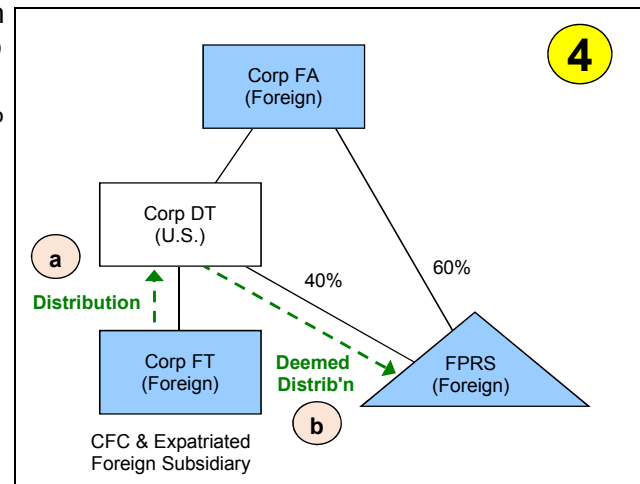 n
)
%
4
Corp FA
(Foreign)
Corp DT
(U.S.)
a
Distribution
40%
60%
Corp FT
(Foreign)
Deemed
Distrib'n
b
FPRS
(Foreign)
CFC & Expatriated
Foreign Subsidiary